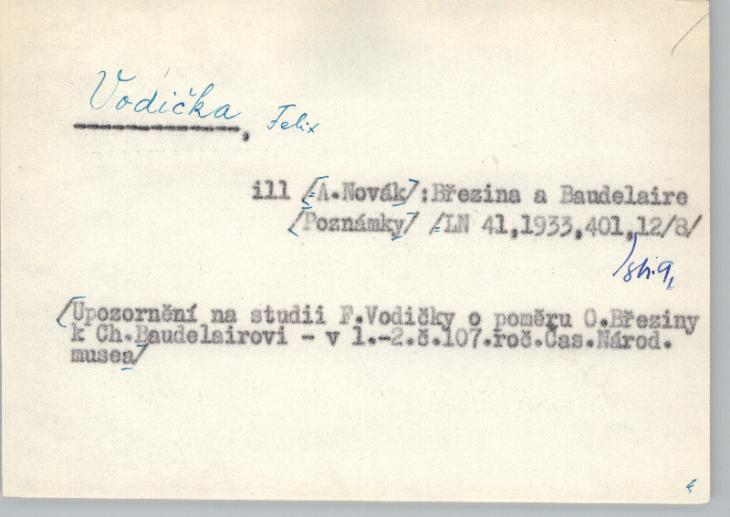 Vodička, Felix
ill /=A.Novák/:Březina a Baudelaire
/Poznámky/ /=LN 41,1933,401,12/8/
str.9,
/Upozornění na studii F.Vodičky o poměru O.Březiny
k Ch.Baudelairovi - v 1.-2.č.107.roč.Čas.Národ.
musea/